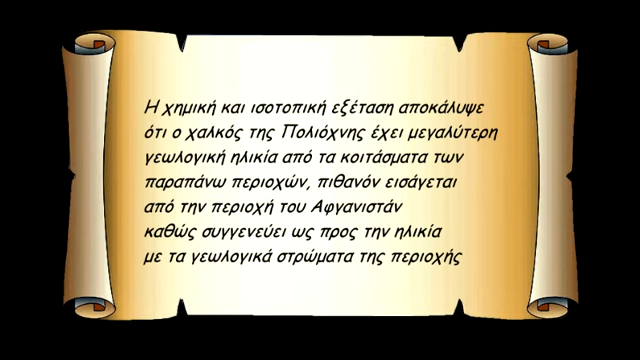 Η χημική και ισοτοπική εξέταση αποκάλυψε
ότι ο χαλκός της Πολιόχνης έχει μεγαλύτερη
γεωλογική ηλικία από τα κοιτάσματα των
παραπάνω περιοχών, πιθανόν εισάγεται
από την περιοχή του Αφγανιστάν
καθώς συγγενεύει ως προς την ηλικία
με τα γεωλογικά στρώματα της περιοχής